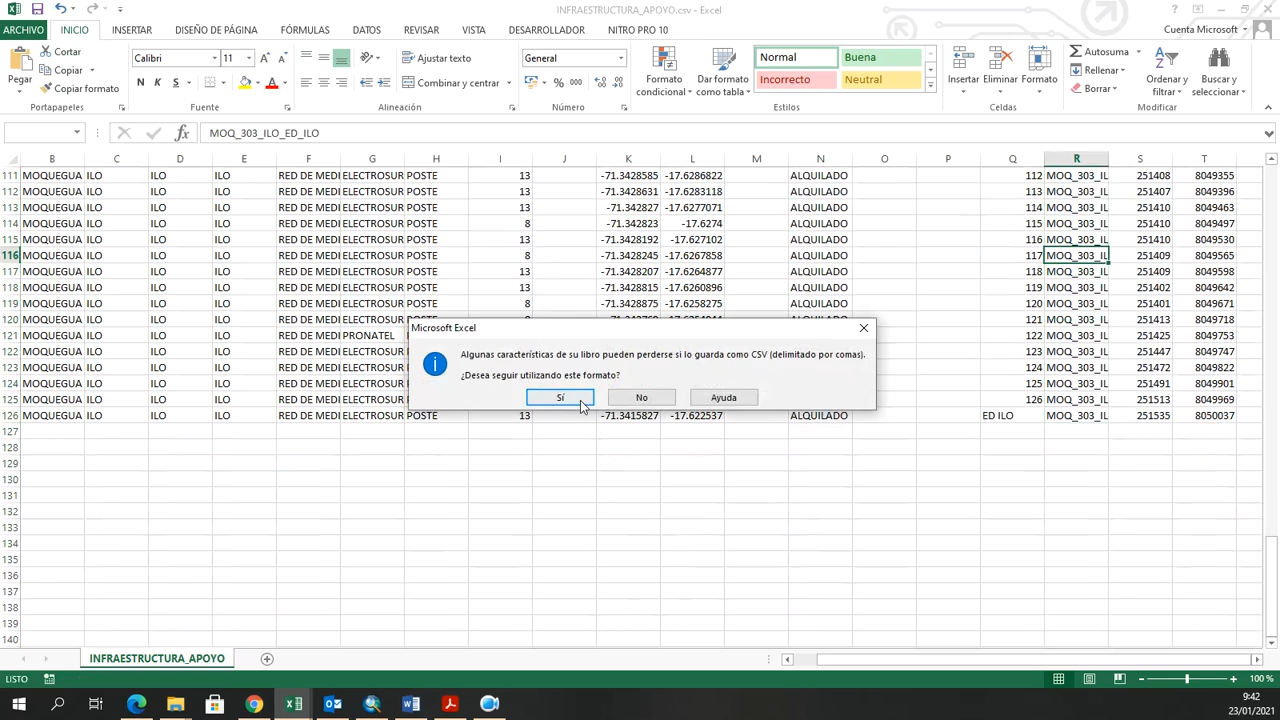 INFRAESTRUCTURA_APOYO.csv - Excel
ARCHIVO INICIO INSERTAR DISEÑO DE PÁGINA FÓRMULAS DATOS REVISAR VISTA DESARROLLADOR NITRO PRO 10 Cuenta Microsoft
Pegar
Cortar
Copiar
Copiar formato
Calibri 11
N K S
Ajustar texto
Combinar y centrar
General
Formato condicional
Dar formato como tabla
Normal Buena
Incorrecto Neutral
Insertar Eliminar Formato
Autosuma
Rellenar
Borrar
Ordenar y filtrar
Buscar y seleccionar
Portapapeles Fuente Alineación Número Estilos Celdas Modificar
MOQ_303_ILO_ED_ILO
B C D E F G H I J K L M N O P Q R S T
111 MOQUEGUA ILO ILO ILO RED DE MEDI ELECTROSUR POSTE 13 -71.3428585 -17.6286822 ALQUILADO 112 MOQ_303_IL 251408 8049355
112 MOQUEGUA ILO ILO ILO RED DE MEDI ELECTROSUR POSTE 13 -71.342831 -17.6283118 ALQUILADO 113 MOQ_303_IL 251407 8049396
113 MOQUEGUA ILO ILO ILO RED DE MEDI ELECTROSUR POSTE 13 -71.342827 -17.6277071 ALQUILADO 114 MOQ_303_IL 251410 8049463
114 MOQUEGUA ILO ILO ILO RED DE MEDI ELECTROSUR POSTE 8 -71.342823 -17.6274 ALQUILADO 115 MOQ_303_IL 251410 8049497
115 MOQUEGUA ILO ILO ILO RED DE MEDI ELECTROSUR POSTE 13 -71.3428192 -17.627102 ALQUILADO 116 MOQ_303_IL 251410 8049530
116 MOQUEGUA ILO ILO ILO RED DE MEDI ELECTROSUR POSTE 8 -71.3428245 -17.6267858 ALQUILADO 117 MOQ_303_IL 251409 8049565
117 MOQUEGUA ILO ILO ILO RED DE MEDI ELECTROSUR POSTE 13 -71.3428207 -17.6264877 ALQUILADO 118 MOQ_303_IL 251409 8049598
118 MOQUEGUA ILO ILO ILO RED DE MEDI ELECTROSUR POSTE 13 -71.3428815 -17.6260896 ALQUILADO 119 MOQ_303_IL 251402 8049642
119 MOQUEGUA ILO ILO ILO RED DE MEDI ELECTROSUR POSTE 8 -71.3428875 -17.6258275 ALQUILADO 120 MOQ_303_IL 251401 8049671
120 MOQUEGUA ILO ILO ILO RED DE MEDI ELECTROSUR POSTE 13 ALQUILADO 121 MOQ_303_IL 251413 8049718
121 MOQUEGUA ILO ILO ILO RED DE MEDI PRONATEL 122 MOQ_303_IL 251425 8049753
122 MOQUEGUA ILO ILO ILO RED DE MEDI ELECTROSUR 123 MOQ_303_IL 251447 8049747
123 MOQUEGUA ILO ILO ILO RED DE MEDI ELECTROSUR 124 MOQ_303_IL 251472 8049822
124 MOQUEGUA ILO ILO ILO RED DE MEDI ELECTROSUR 125 MOQ_303_IL 251491 8049901
125 MOQUEGUA ILO ILO ILO RED DE MEDI ELECTROSUR 126 MOQ_303_IL 251513 8049969
126 MOQUEGUA ILO ILO ILO RED DE MEDI ELECTROSUR POSTE 13 -71.3415827 -17.622537 ALQUILADO ED ILO MOQ_303_IL 251535 8050037
127
128
129
130
131
132
133
134
135
136
137
138
139
140
Microsoft Excel
Algunas características de su libro pueden perderse si lo guarda como CSV (delimitado por comas).
¿Desea seguir utilizando este formato?
Sí No Ayuda
INFRAESTRUCTURA_APOYO
LISTO 100 %
9:42
23/01/2021